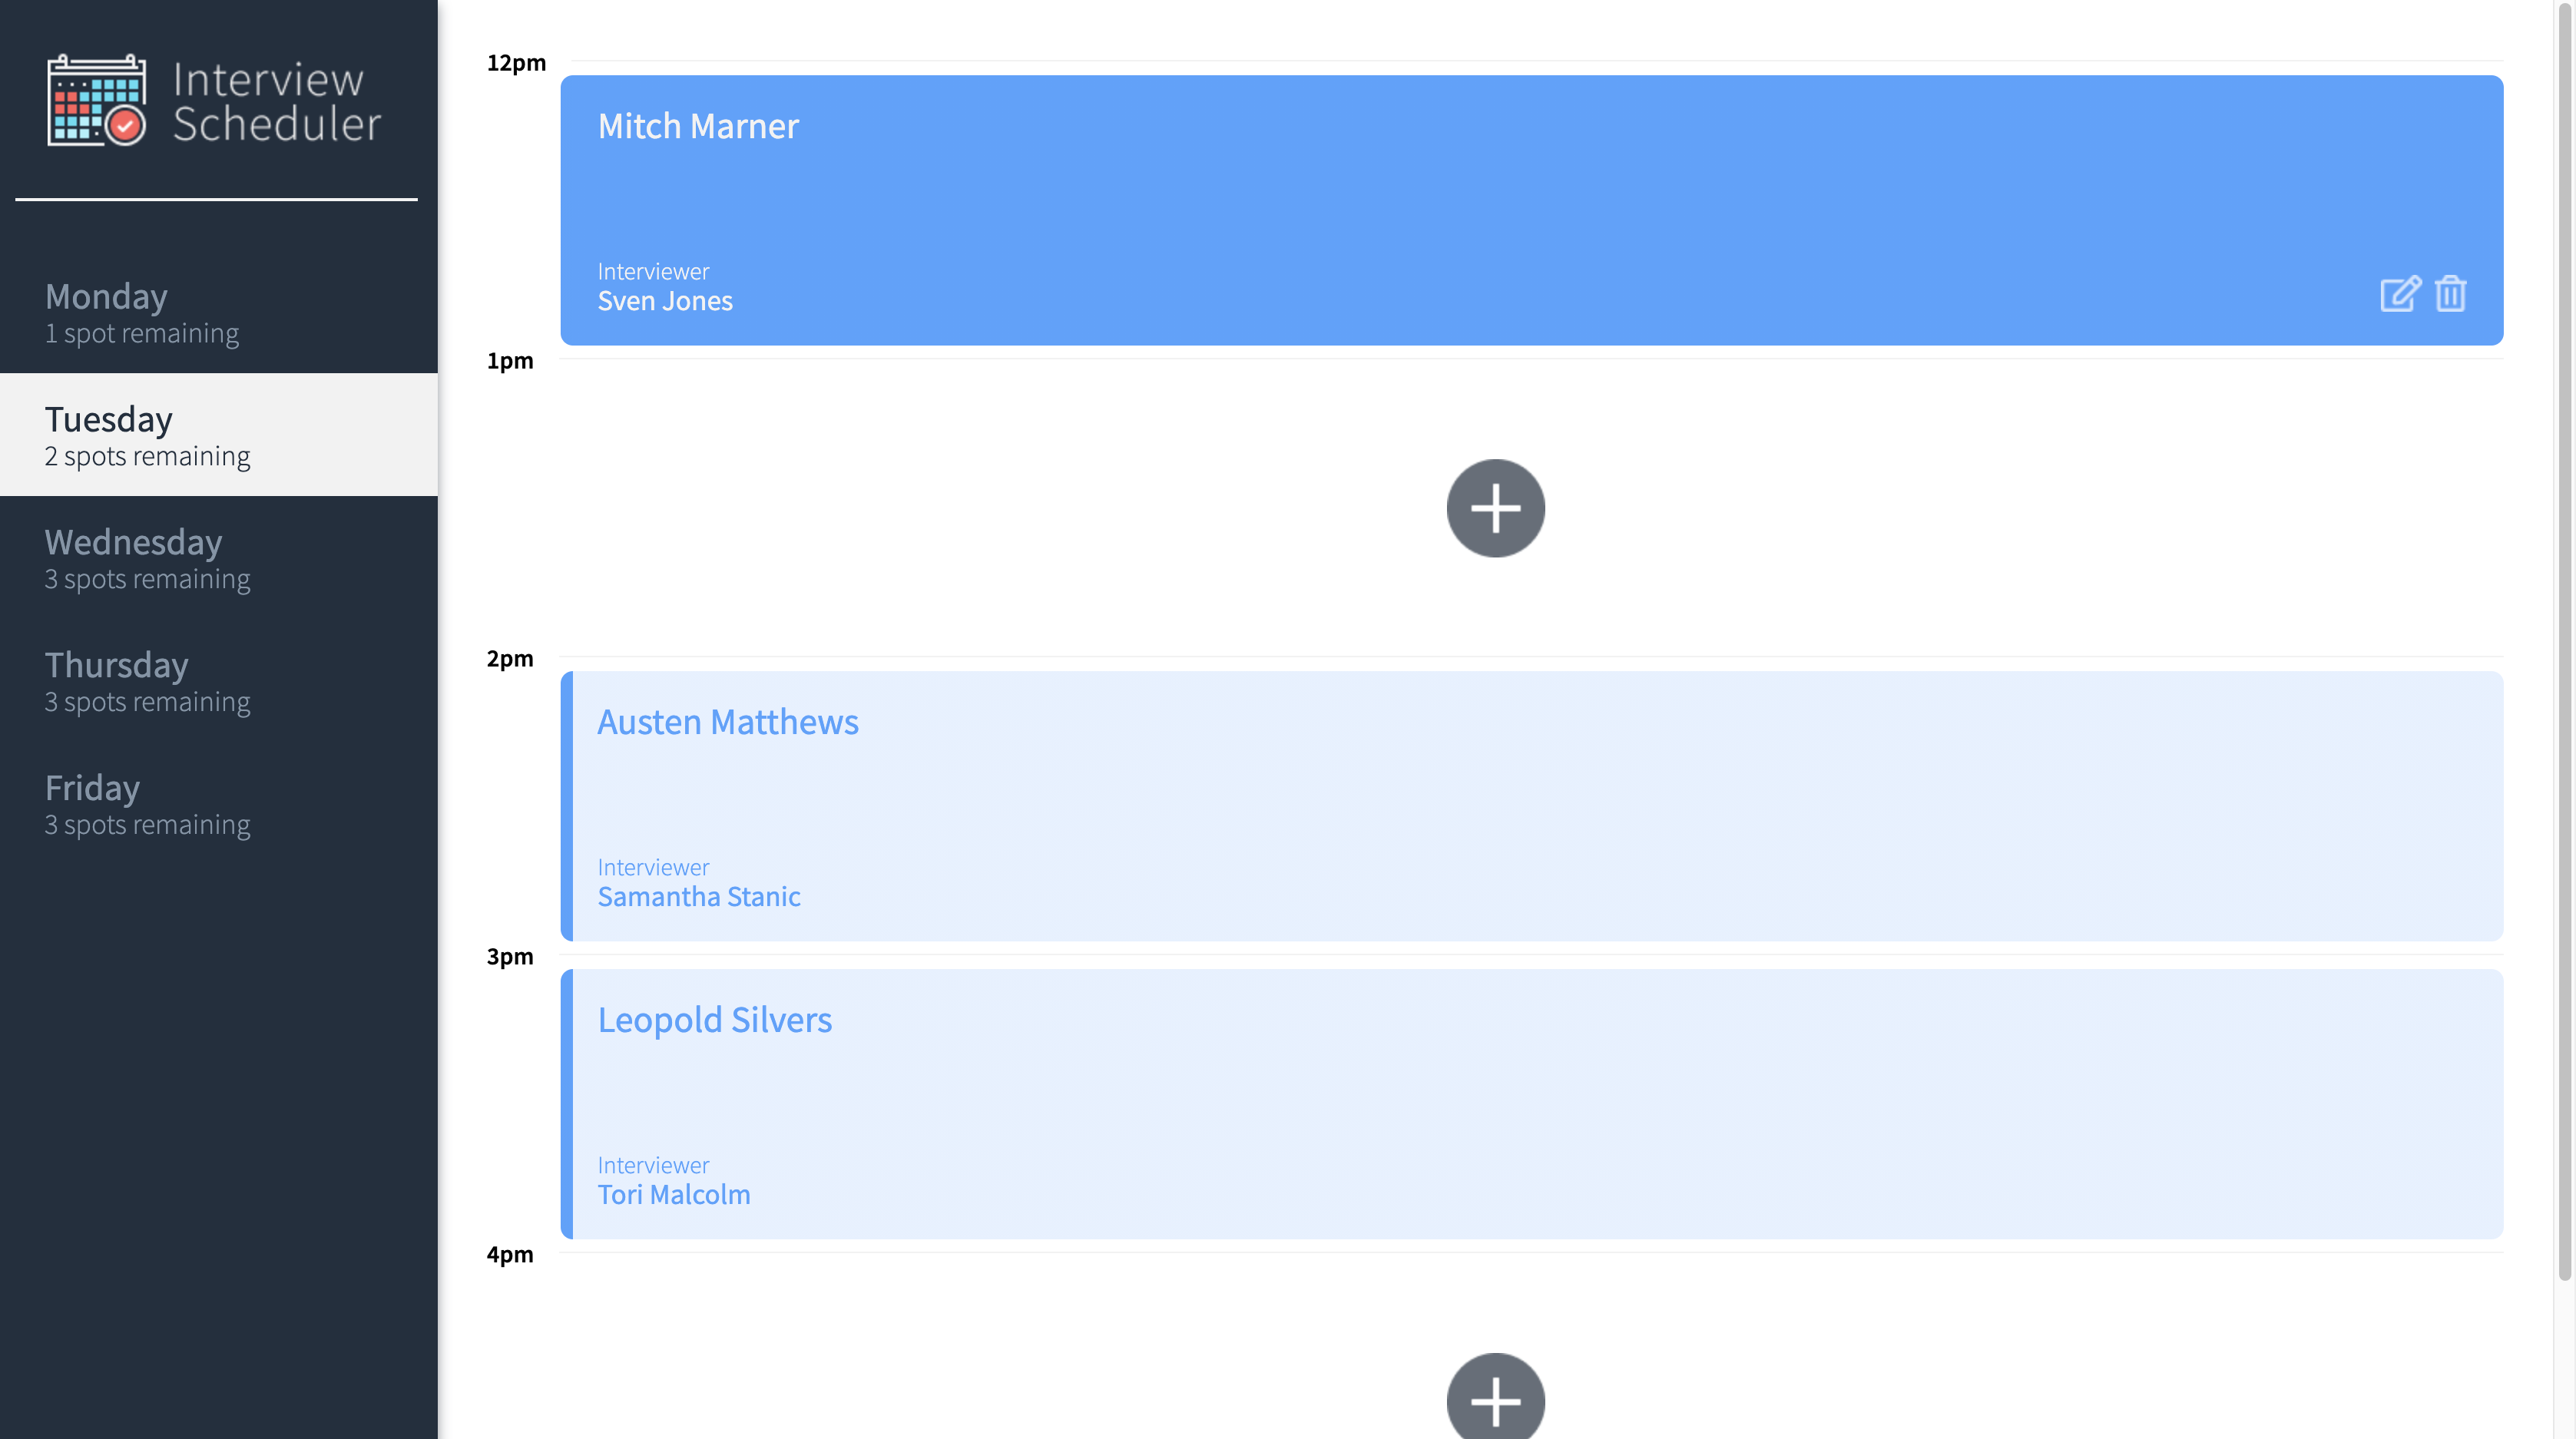 Interview
Scheduler
Monday
1 spot remaining
Tuesday
2 spots remaining
Wednesday
3 spots remaining
Thursday
3 spots remaining
Friday
3 spots remaining
12pm
Mitch Marner
Interviewer
Sven Jones
1pm
2pm
Austen Matthews
Interviewer
Samantha Stanic
3pm
Leopold Silvers
Interviewer
Tori Malcolm
4pm